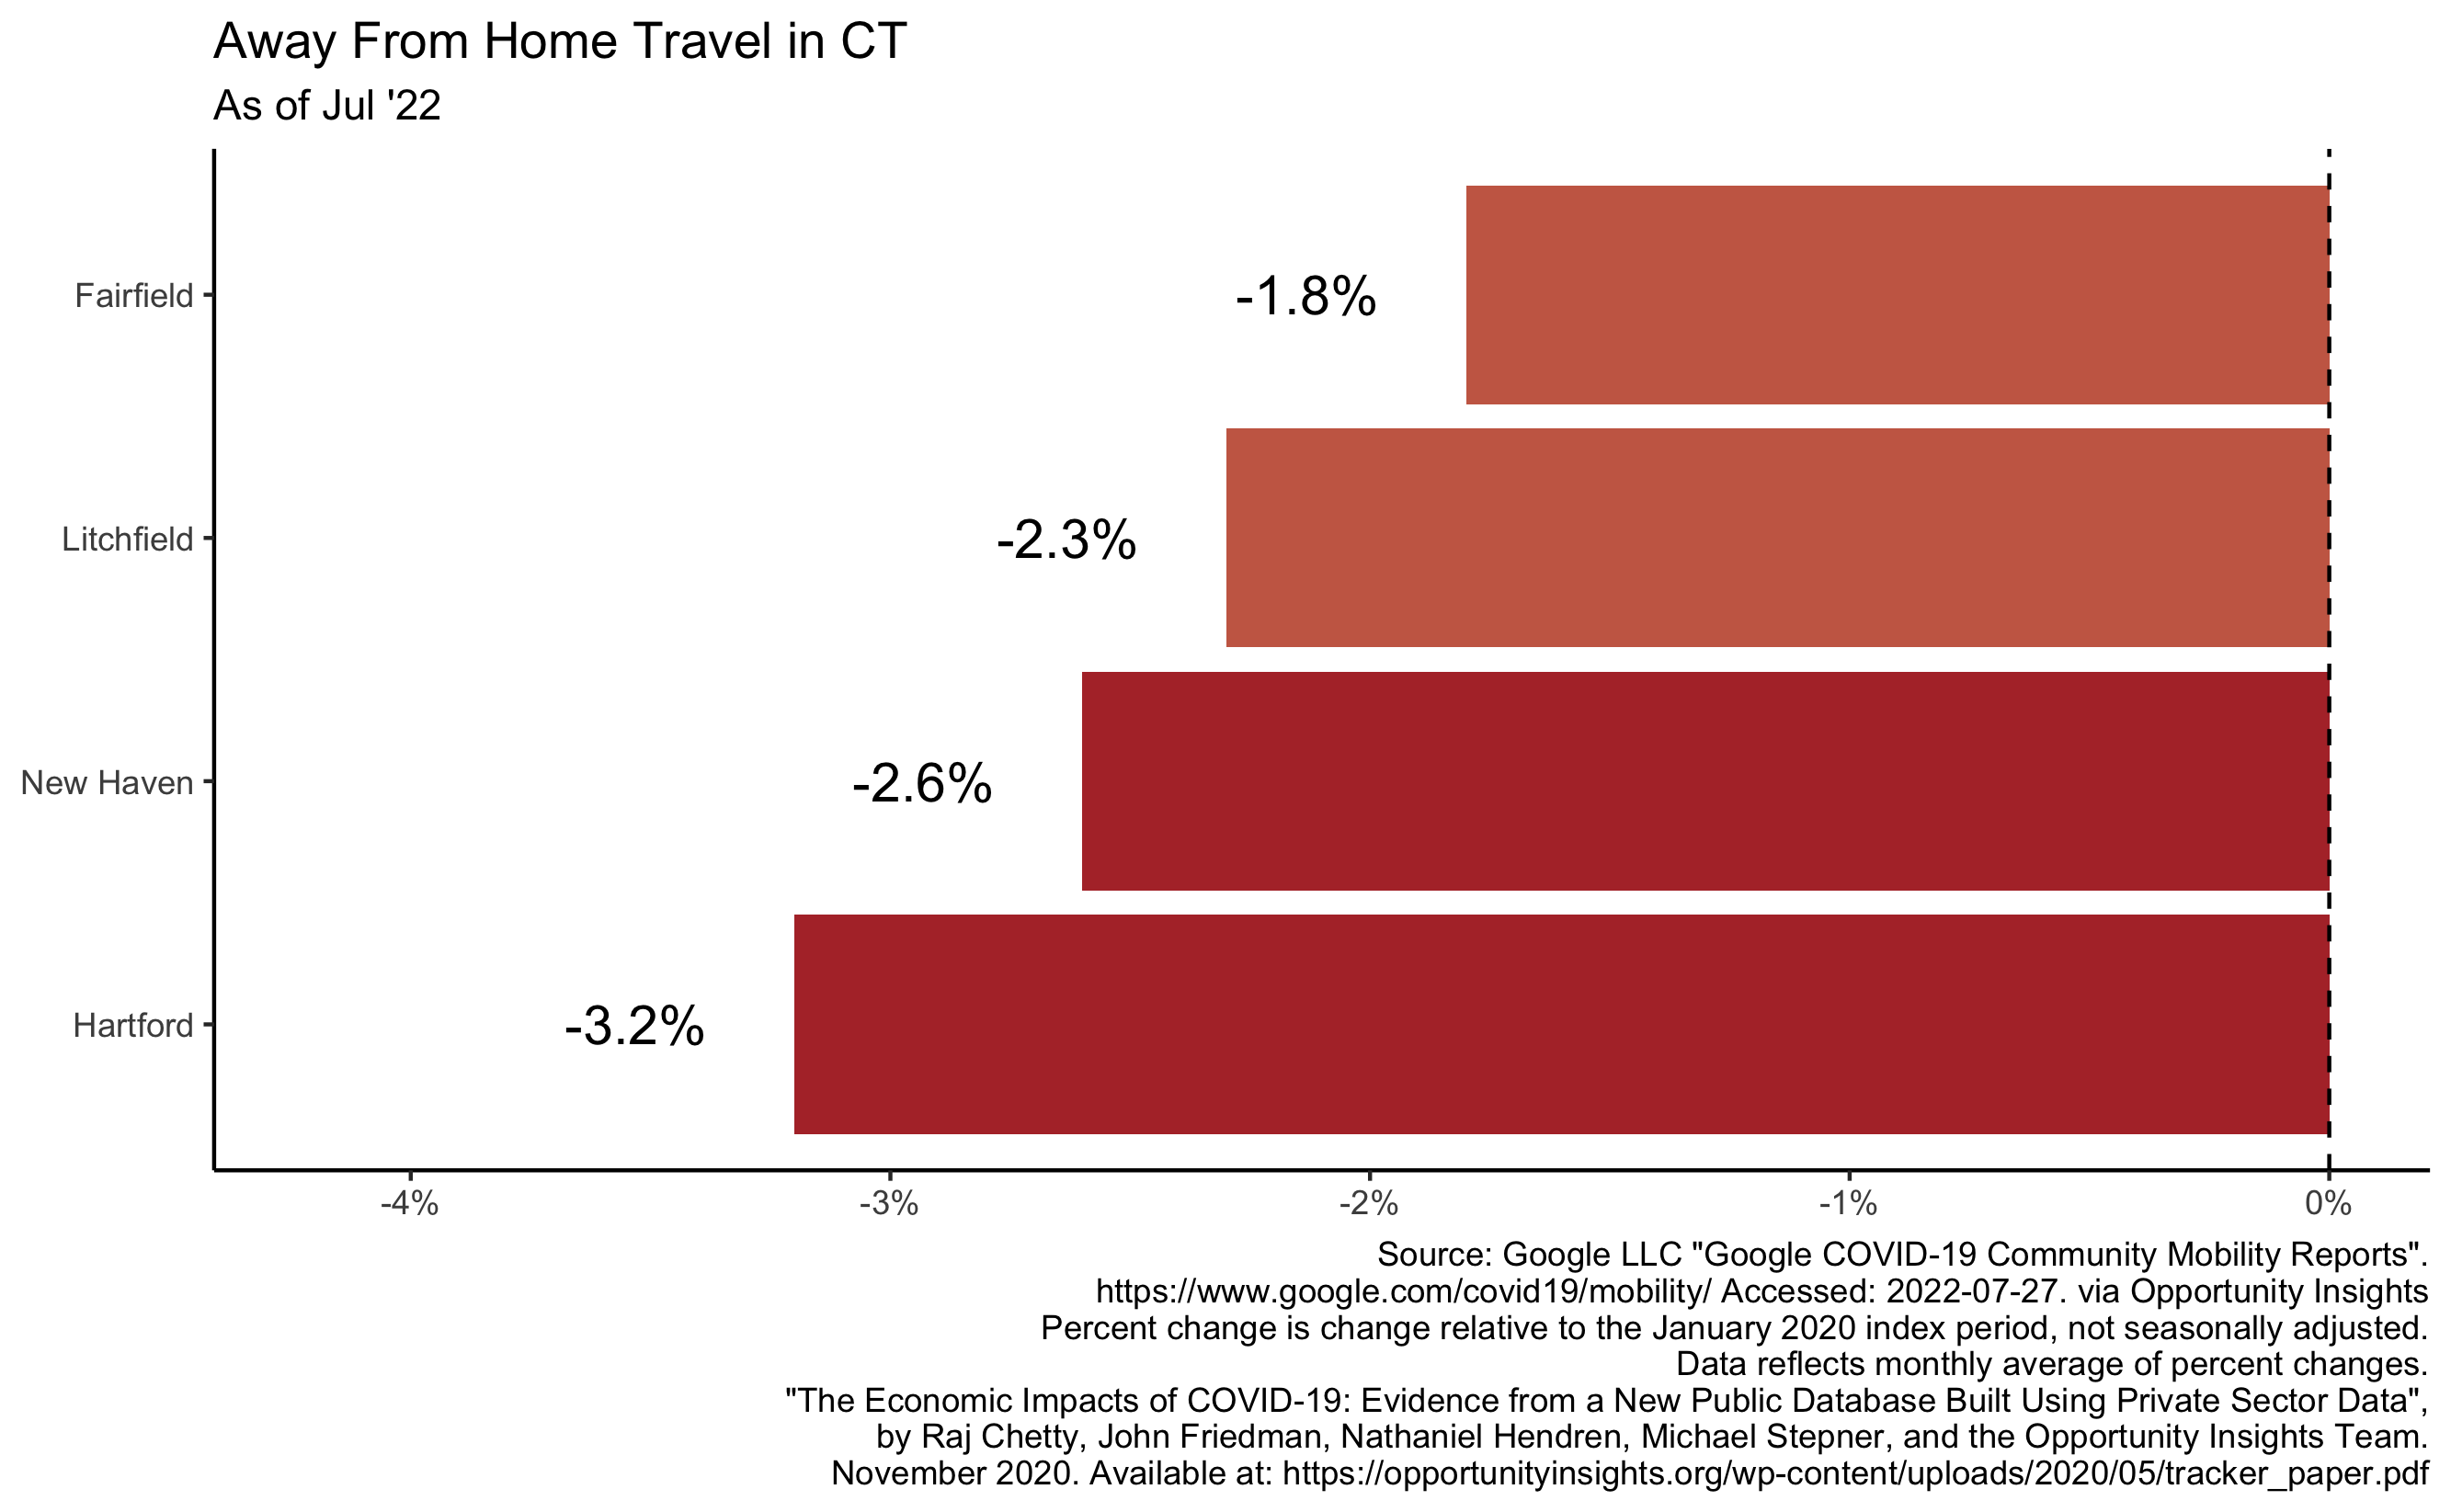 Away From Home Travel in CT
As of Jul '22
Fairfield
-1.8%
Litchfield
-2.3%
New Haven
-2.6%
Hartford
-3.2%
-4%
-3%
-2%
-1%
0%
Source: Google LLC "Google COVID-19 Community Mobility Reports".
https://www.google.com/covid19/mobility/ Accessed: 2022-07-27. via Opportunity Insights
Percent change is change relative to the January 2020 index period, not seasonally adjusted.
Data reflects monthly average of percent changes.
"The Economic Impacts of COVID-19: Evidence from a New Public Database Built Using Private Sector Data",
by Raj Chetty, John Friedman, Nathaniel Hendren, Michael Stepner, and the Opportunity Insights Team.
November 2020. Available at: https://opportunityinsights.org/wp-content/uploads/2020/05/tracker_paper.pdf